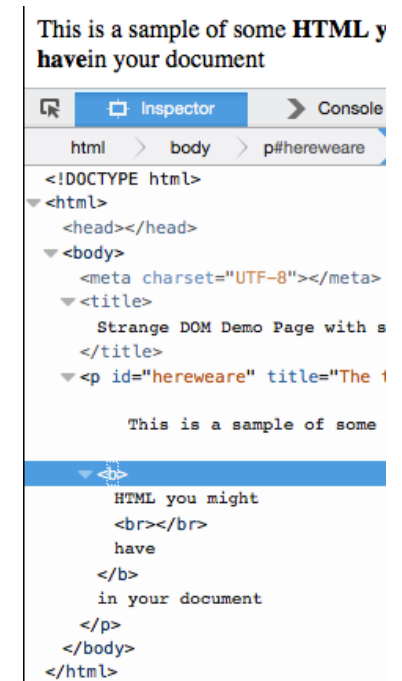 This is a sample of some HTML y
havein your document
Inspector Console
html body p#hereweare
<!DOCTYPE html>
<html>
<head></head>
<body>
<meta charset="UTF-8"></meta>
<title>
Strange DOM Demo Page with s
</title>
<p id="hereweare" title="The t
This is a sample of some
<b>
HTML you might
<br></br>
have
</b>
in your document
</p>
</body>
</html>